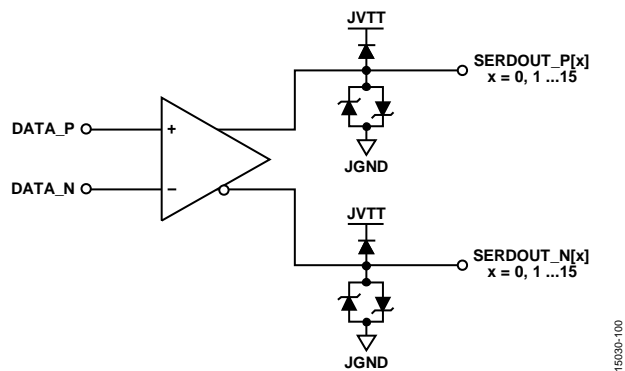 JVTT
SERDOUT_P[x]
x = 0, 1 ...15
DATA_P
+
JGND
DATA_N
–
JVTT
SERDOUT_N[x]
x = 0, 1 ...15
JGND
15030-100